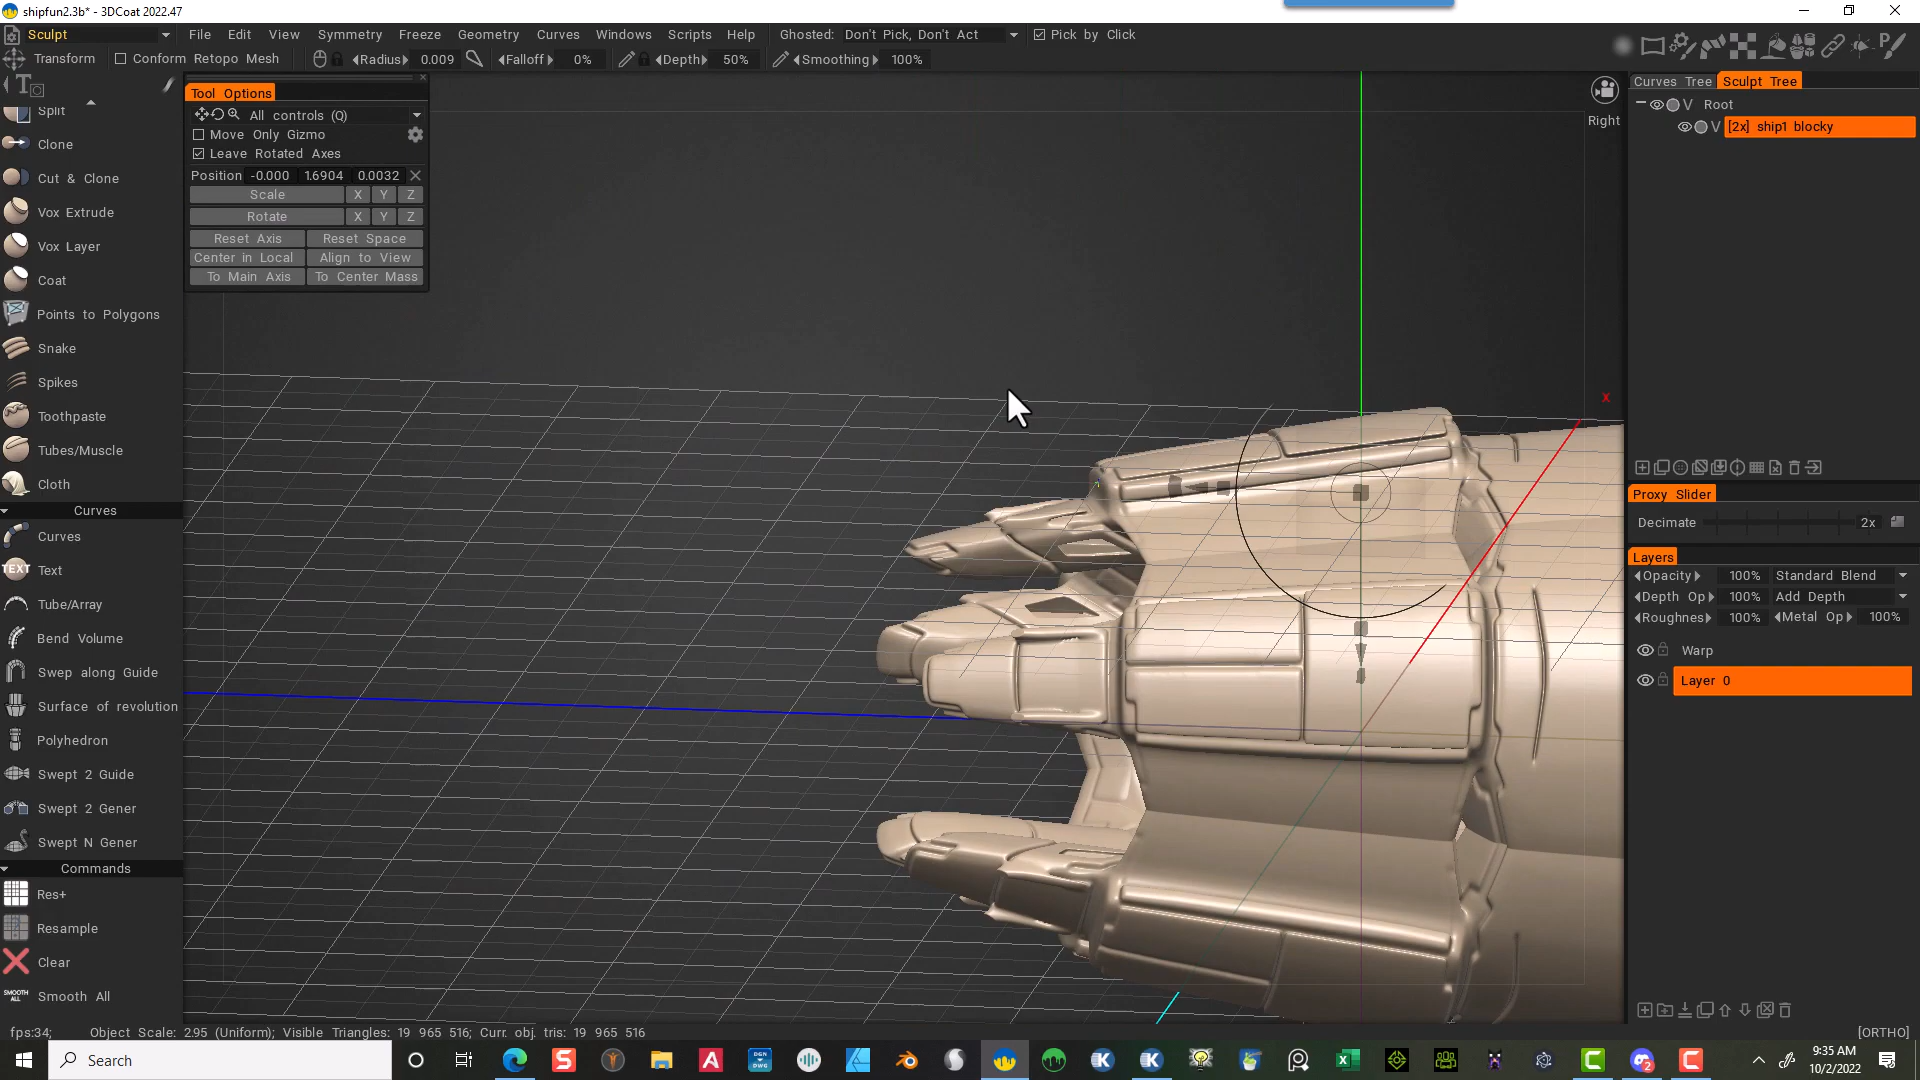 shipfun2.3b* - 3DCoat 2022.47
Sculpt File Edit View Symmetry Freeze Geometry Curves Windows Scripts Help Ghosted: Don't Pick, Don't Act Pick by Click
Transform Conform Retopo Mesh Radius 0.009 Falloff 0% Depth 50% Smoothing 100%
Tool Options
All controls (Q)
Move Only Gizmo
Leave Rotated Axes
Position -0.000 1.6904 0.0032
Scale X Y Z
Rotate X Y Z
Reset Axis Reset Space
Center in Local Align to View
To Main Axis To Center Mass
Split
Clone
Cut & Clone
Vox Extrude
Vox Layer
Coat
Points to Polygons
Snake
Spikes
Toothpaste
Tubes/Muscle
Cloth
Curves
Curves
TEXT Text
Tube/Array
Bend Volume
Swep along Guide
Surface of revolution
Polyhedron
Swept 2 Guide
Swept 2 Gener
Swept N Gener
Commands
Res+
Resample
Clear
SMOOTH ALL Smooth All
Right
x
Curves Tree Sculpt Tree
V Root
V [2x] ship1 blocky
Proxy Slider
Decimate 2x
Layers
Opacity 100% Standard Blend
Depth Op 100% Add Depth
Roughness 100% Metal Op 100%
Warp
Layer 0
fps:34; Object Scale: 2.95 (Uniform); Visible Triangles: 19 965 516; Curr. obj. tris: 19 965 516 [ORTHO]
Search
9:35 AM
10/2/2022